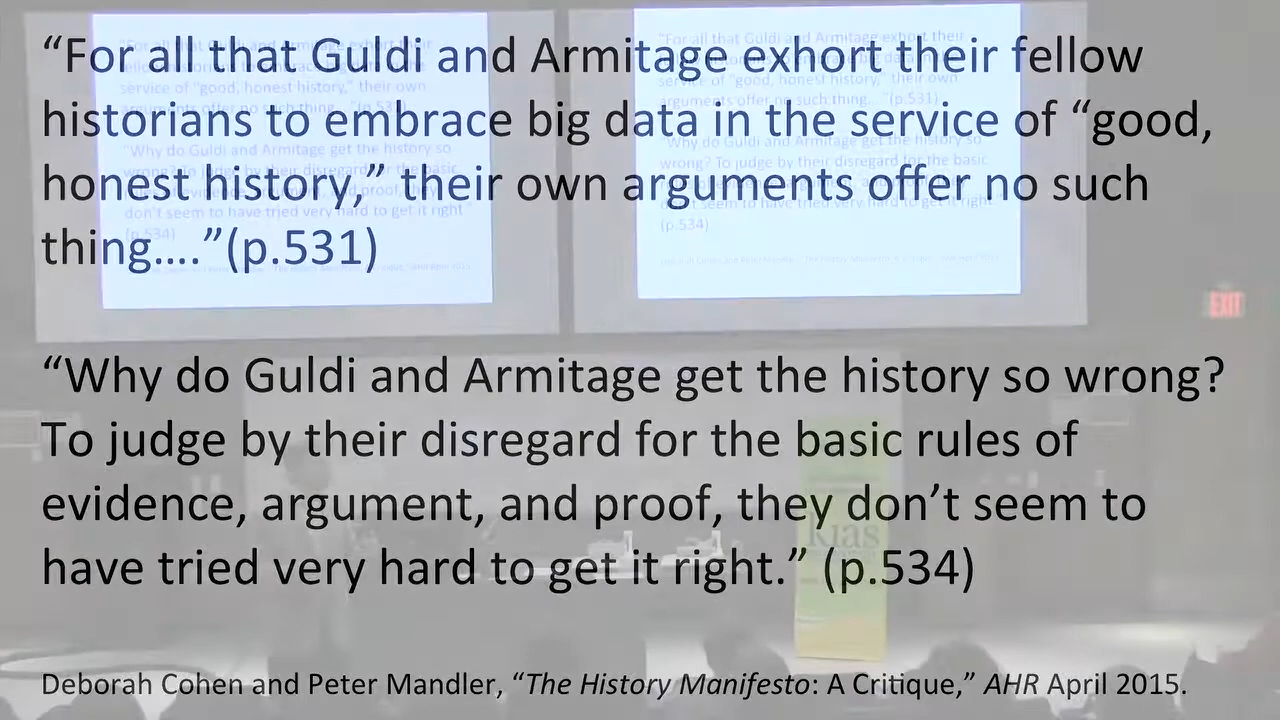 “For all that Guldi and Armitage exhort their fellow
historians to embrace big data in the service of “good,
honest history,” their own arguments offer no such
thing….”(p.531)
“Why do Guldi and Armitage get the history so wrong?
To judge by their disregard for the basic rules of
evidence, argument, and proof, they don’t seem to
have tried very hard to get it right.” (p.534)
Deborah Cohen and Peter Mandler, “The History Manifesto: A Critique,” AHR April 2015.
EXIT
kias